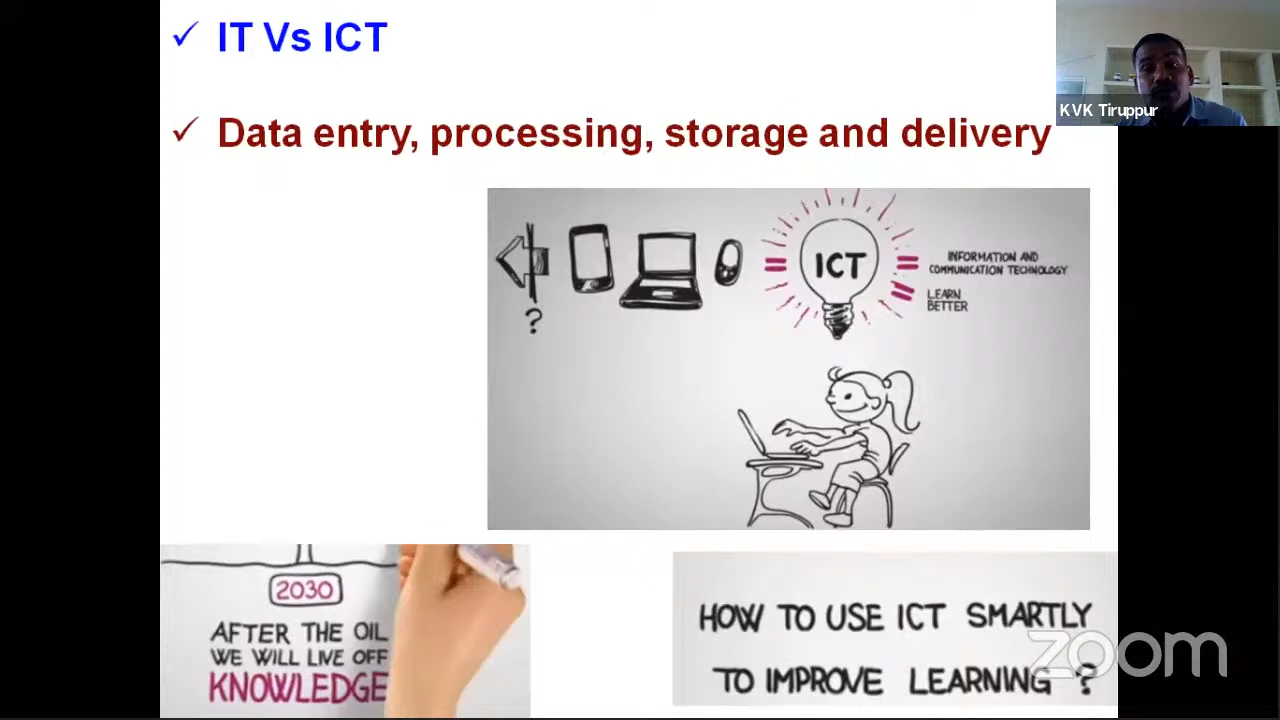 IT Vs ICT
KVK Tiruppur
Data entry, processing, storage and delivery
ICT
INFORMATION AND
COMMUNICATION TECHNOLOGY
LEARN
BETTER
?
2030
AFTER THE OIL
WE WILL LIVE OFF
KNOWLEDGE
HOW TO USE ICT SMARTLY
TO IMPROVE LEARNING ?
zoom